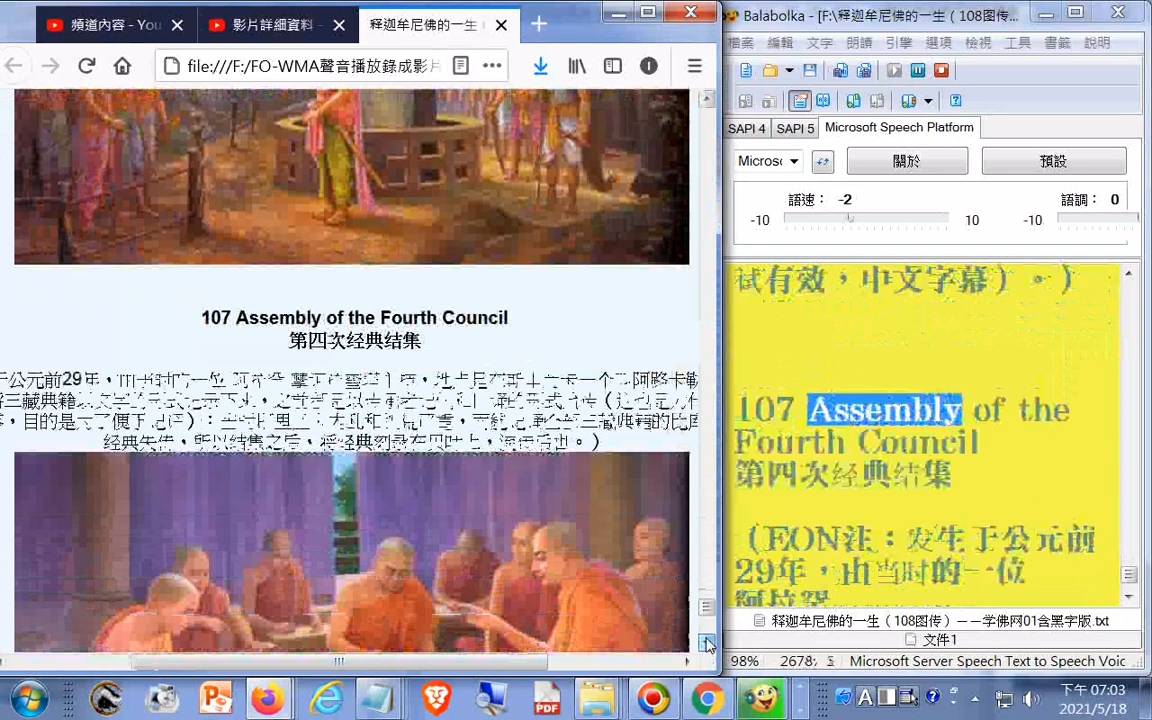 頻道內容 - You
影片詳細資料 -
释迦牟尼佛的一生
file:///F:/FO-WMA聲音播放錄成影片
107 Assembly of the Fourth Council
第四次经典结集
经典失传，所以结集之后，将经典刻录在贝叶上，流传后世。）
Balabolka - [F:\释迦牟尼佛的一生（108图传...
檔案 編輯 文字 朗讀 引擎 選項 檢視 工具 書籤 說明
SAPI 4 SAPI 5 Microsoft Speech Platform
Microsc
關於
預設
語速： -2
語調： 0
-10
10
-10
試有效，中文字幕）。）
107 Assembly of the
Fourth Council
第四次经典结集
（EON注：发生于公元前
29年，由当时的一位
释迦牟尼佛的一生（108图传）——学佛网01含黑字版.txt
文件1
98%
Microsoft Server Speech Text to Speech Voic
PDF
下午 07:03
2021/5/18